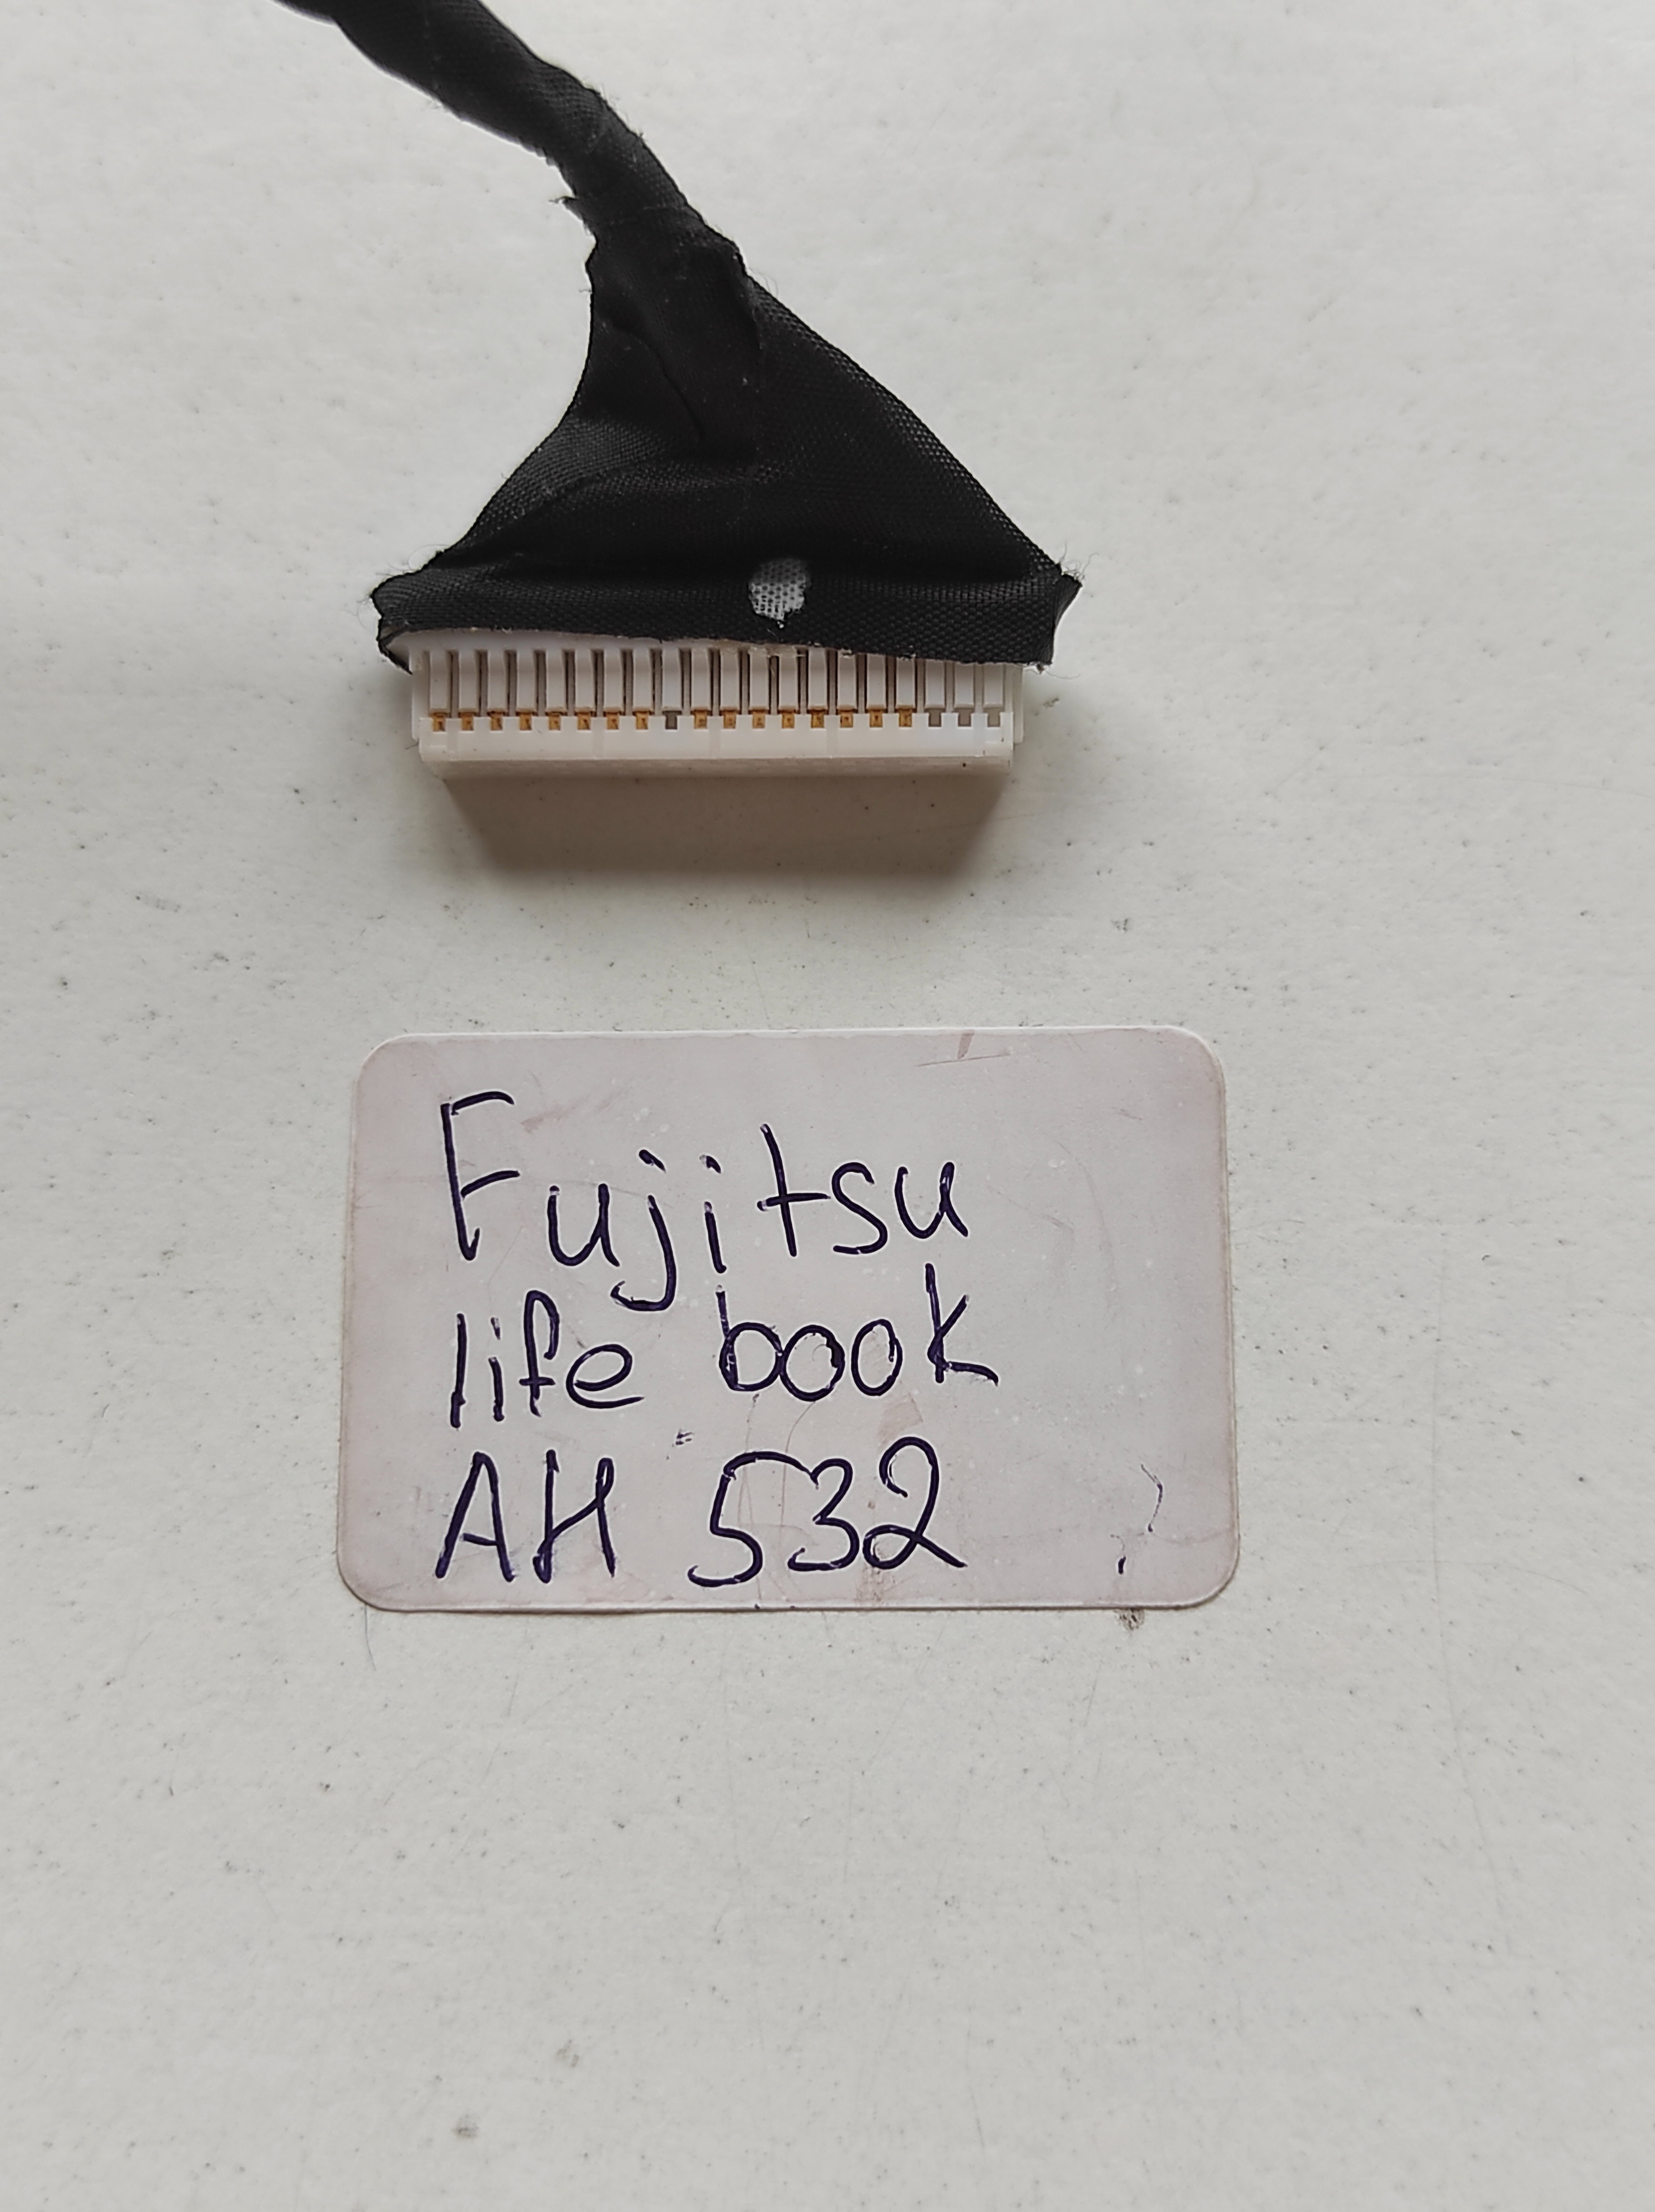 Fujitsu
life book
AH 532